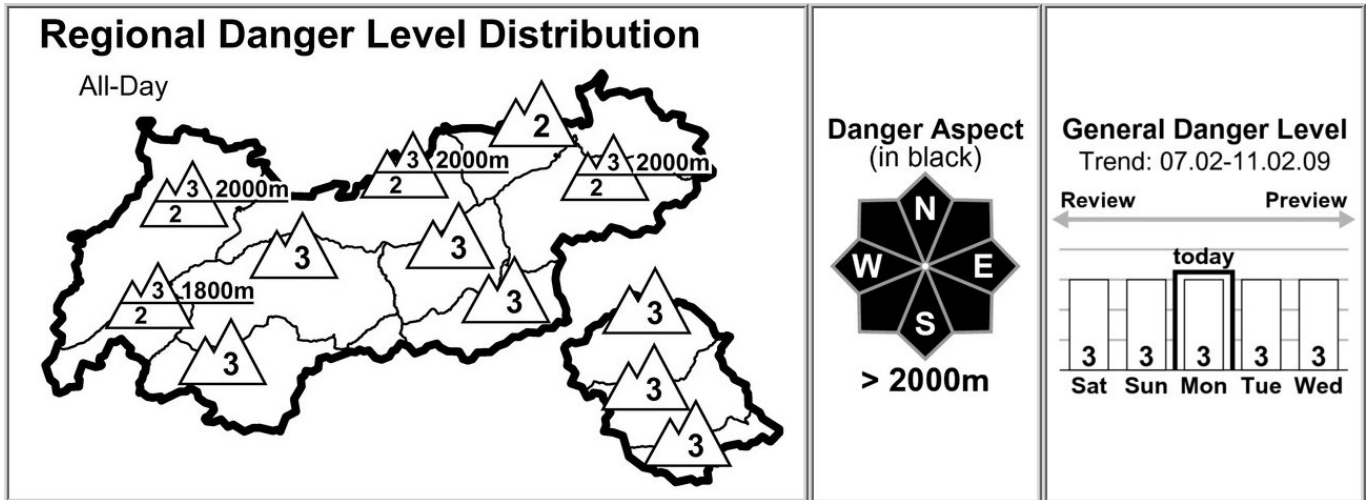 Regional Danger Level Distribution
All-Day
2
3 2000m
2
3 2000m
2
3 2000m
2
3
3
3 1800m
2
3
3
3
3
3
Danger Aspect
(in black)
N
W E
S
> 2000m
General Danger Level
Trend: 07.02-11.02.09
Review Preview
today
3 3 3 3 3
Sat Sun Mon Tue Wed